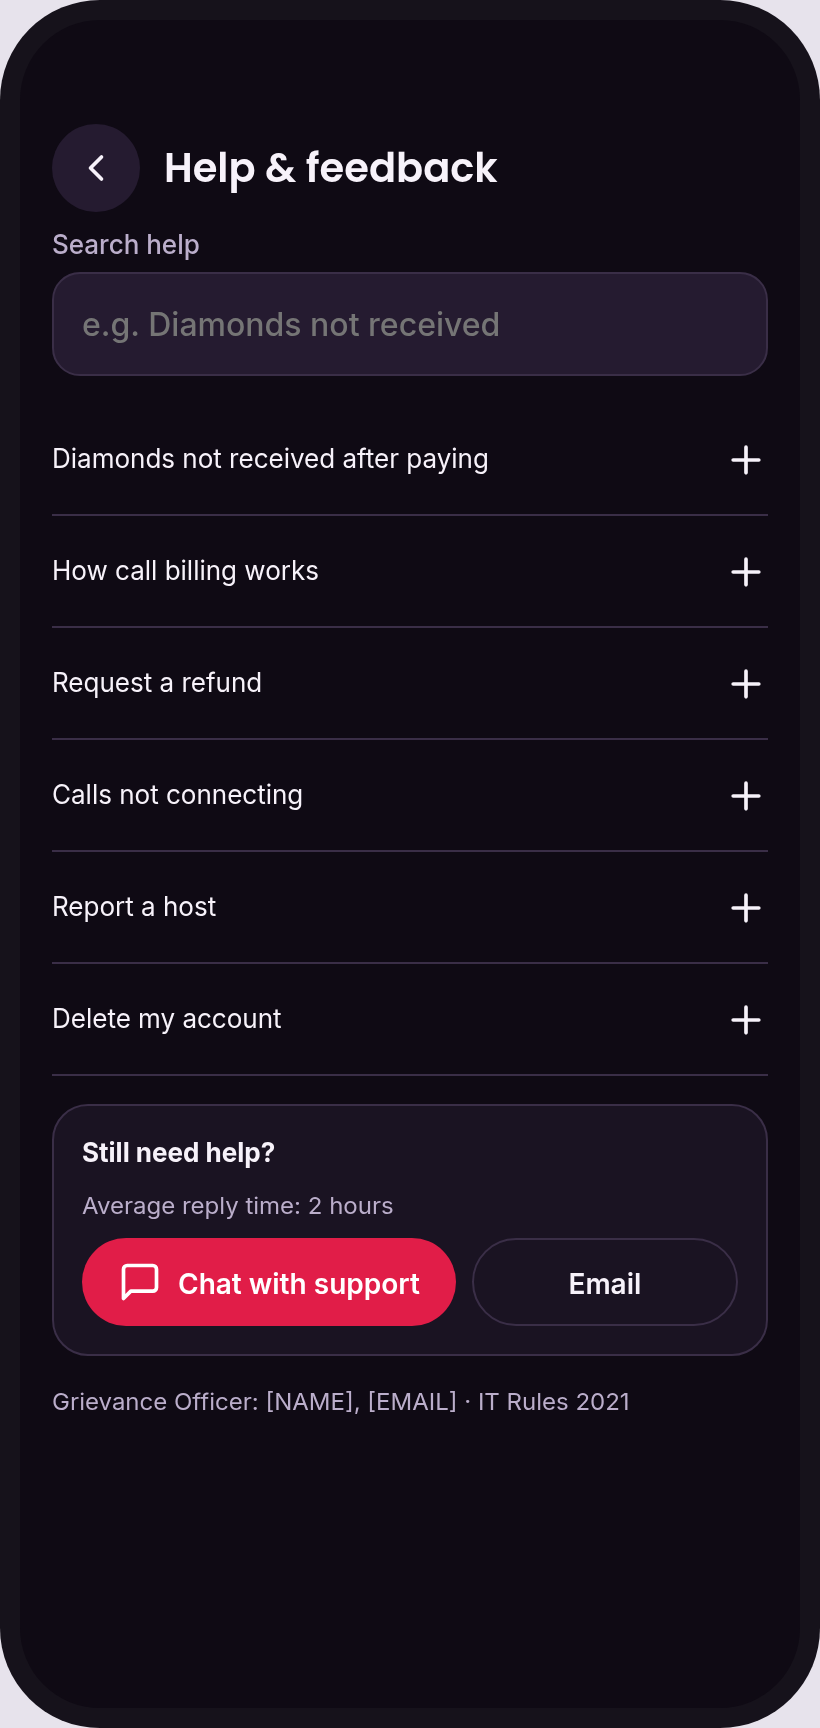 Help & feedback
Search help
e.g. Diamonds not received
Diamonds not received after paying
How call billing works
Request a refund
Calls not connecting
Report a host
Delete my account
Still need help?
Average reply time: 2 hours
Chat with support
Email
Grievance Officer: [NAME], [EMAIL] · IT Rules 2021